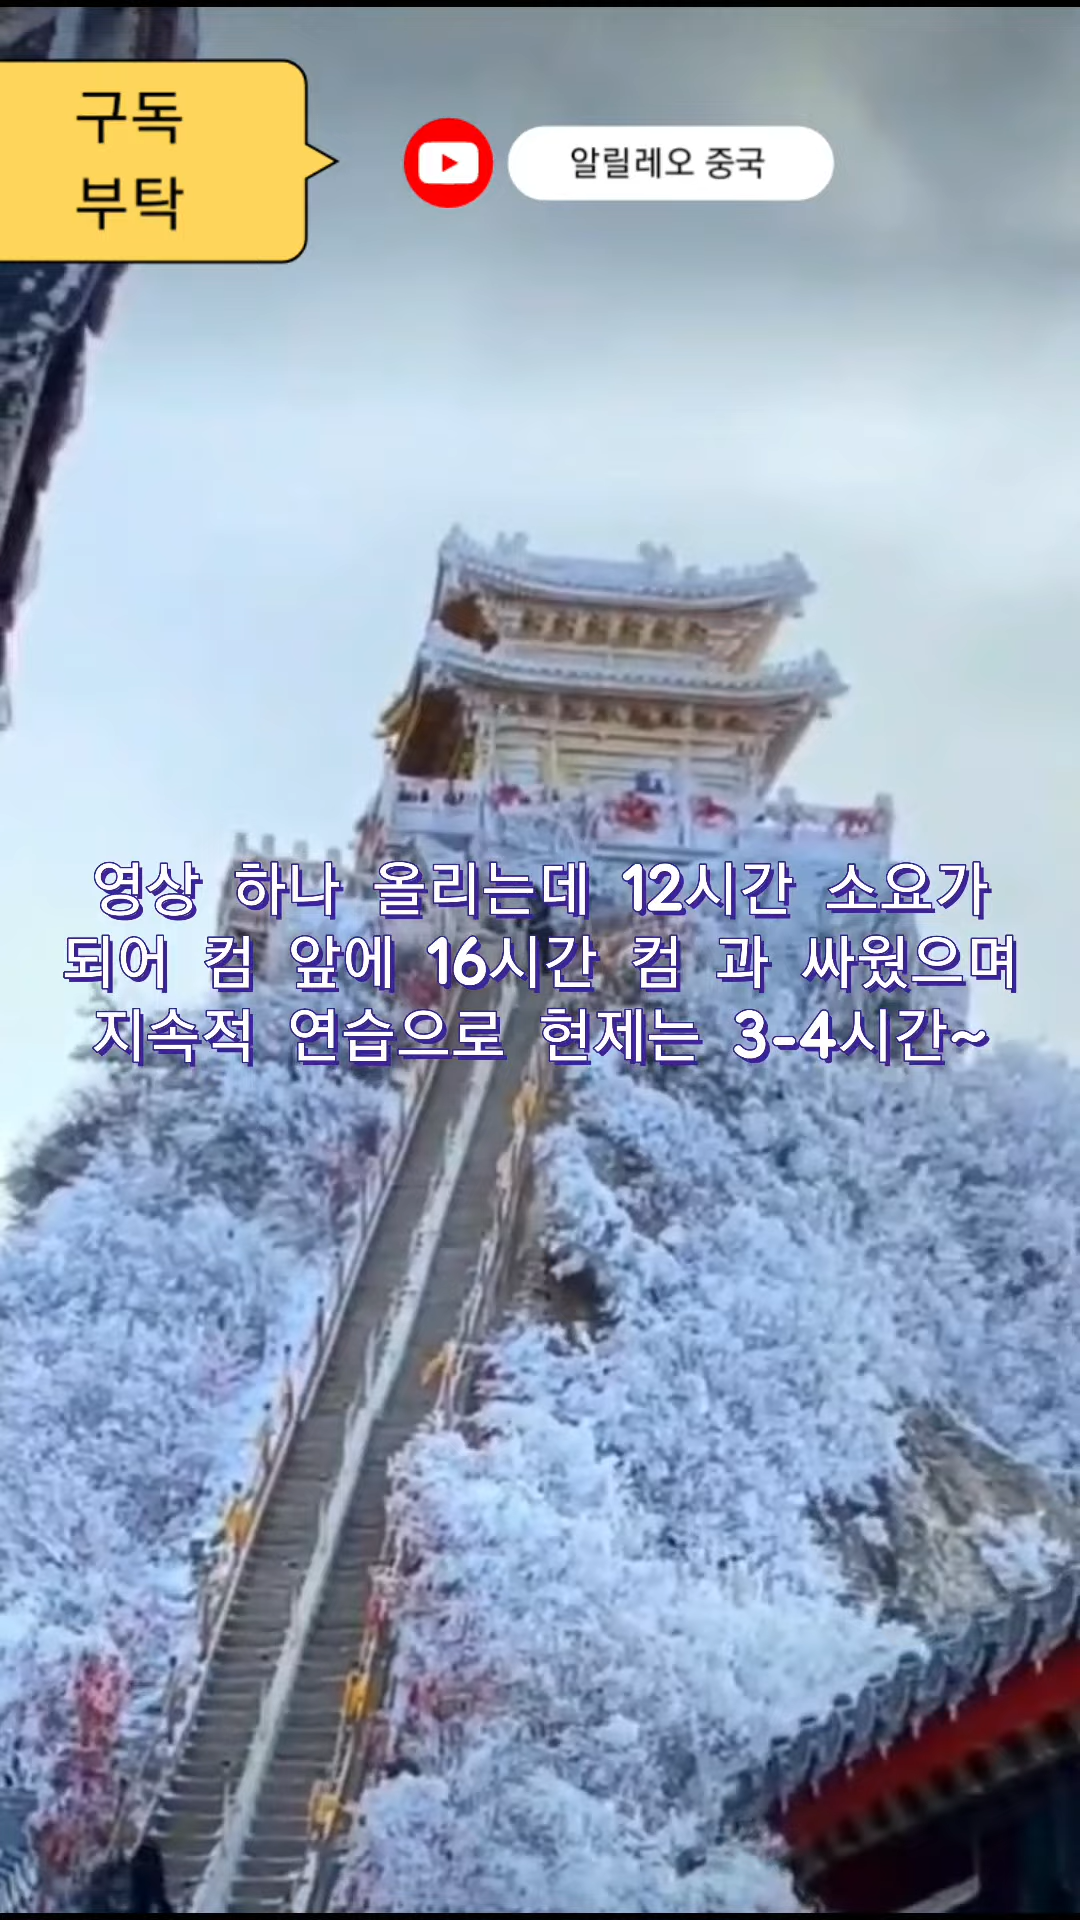 구독
부탁
알릴레오 중국
영상 하나 올리는데 12시간 소요가
되어 컴 앞에 16시간 컴 과 싸웠으며
지속적 연습으로 현제는 3-4시간~